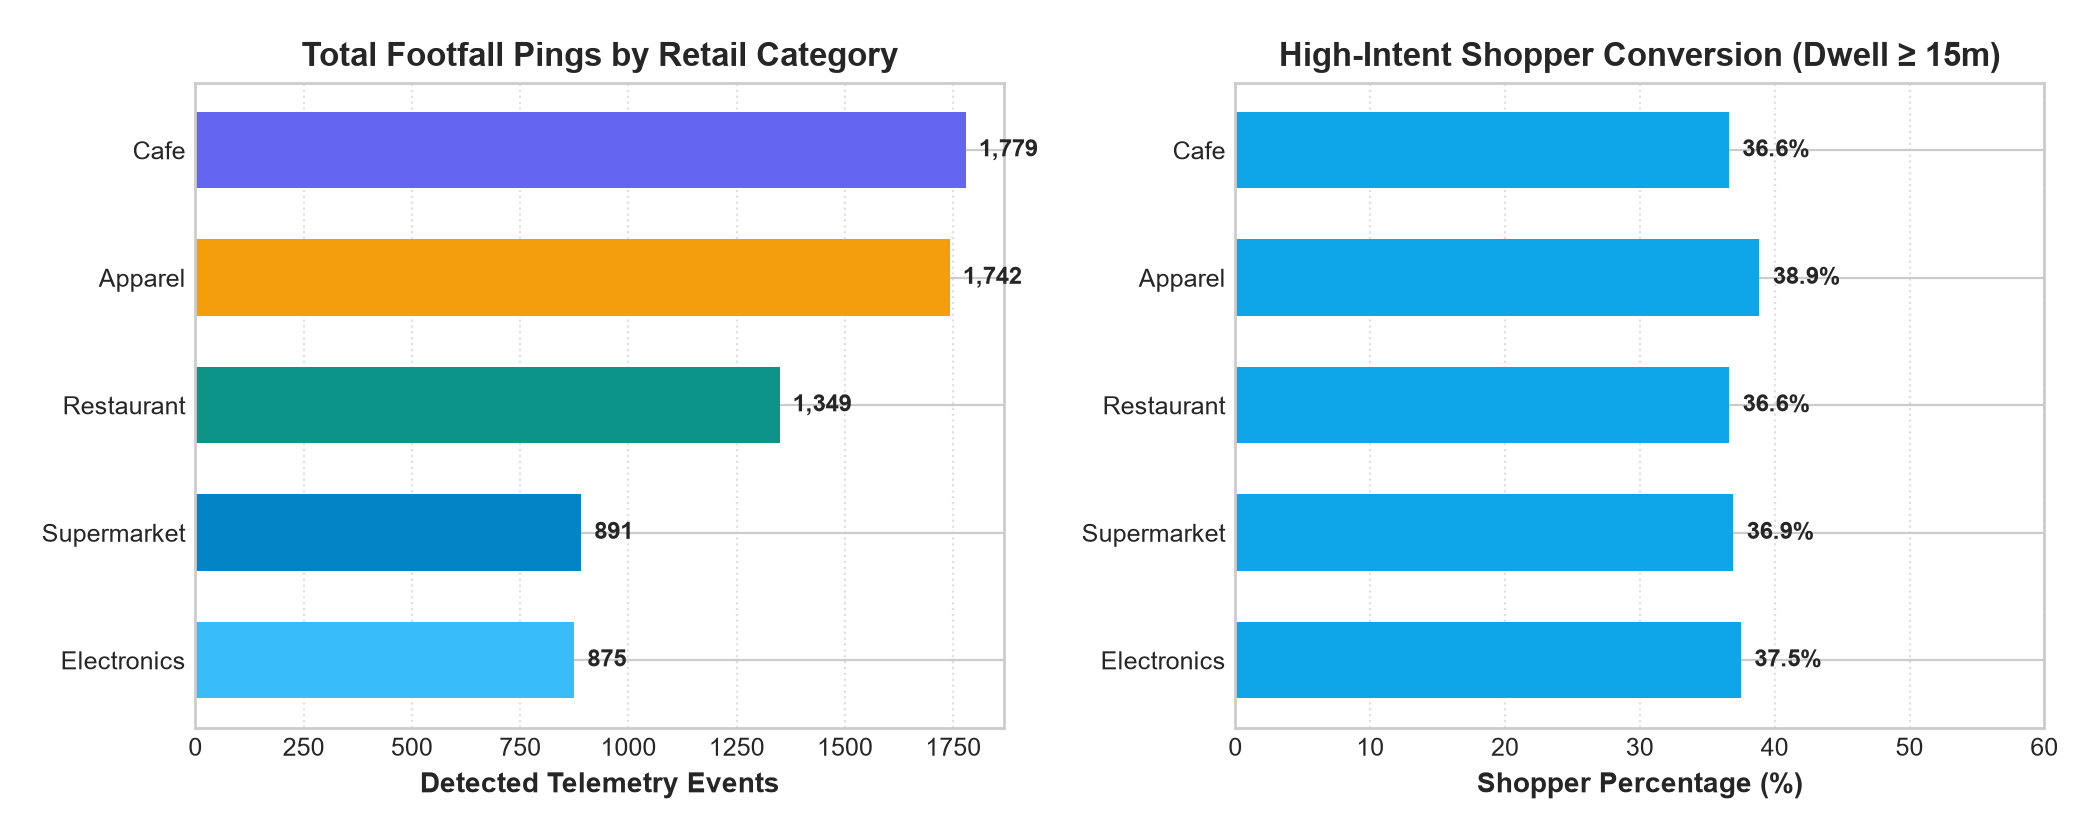 Total Footfall Pings by Retail Category
Cafe
1,779
Apparel
1,742
Restaurant
1,349
Supermarket
891
Electronics
875
0 250 500 750 1000 1250 1500 1750
Detected Telemetry Events
High-Intent Shopper Conversion (Dwell ≥ 15m)
Cafe
36.6%
Apparel
38.9%
Restaurant
36.6%
Supermarket
36.9%
Electronics
37.5%
0 10 20 30 40 50 60
Shopper Percentage (%)